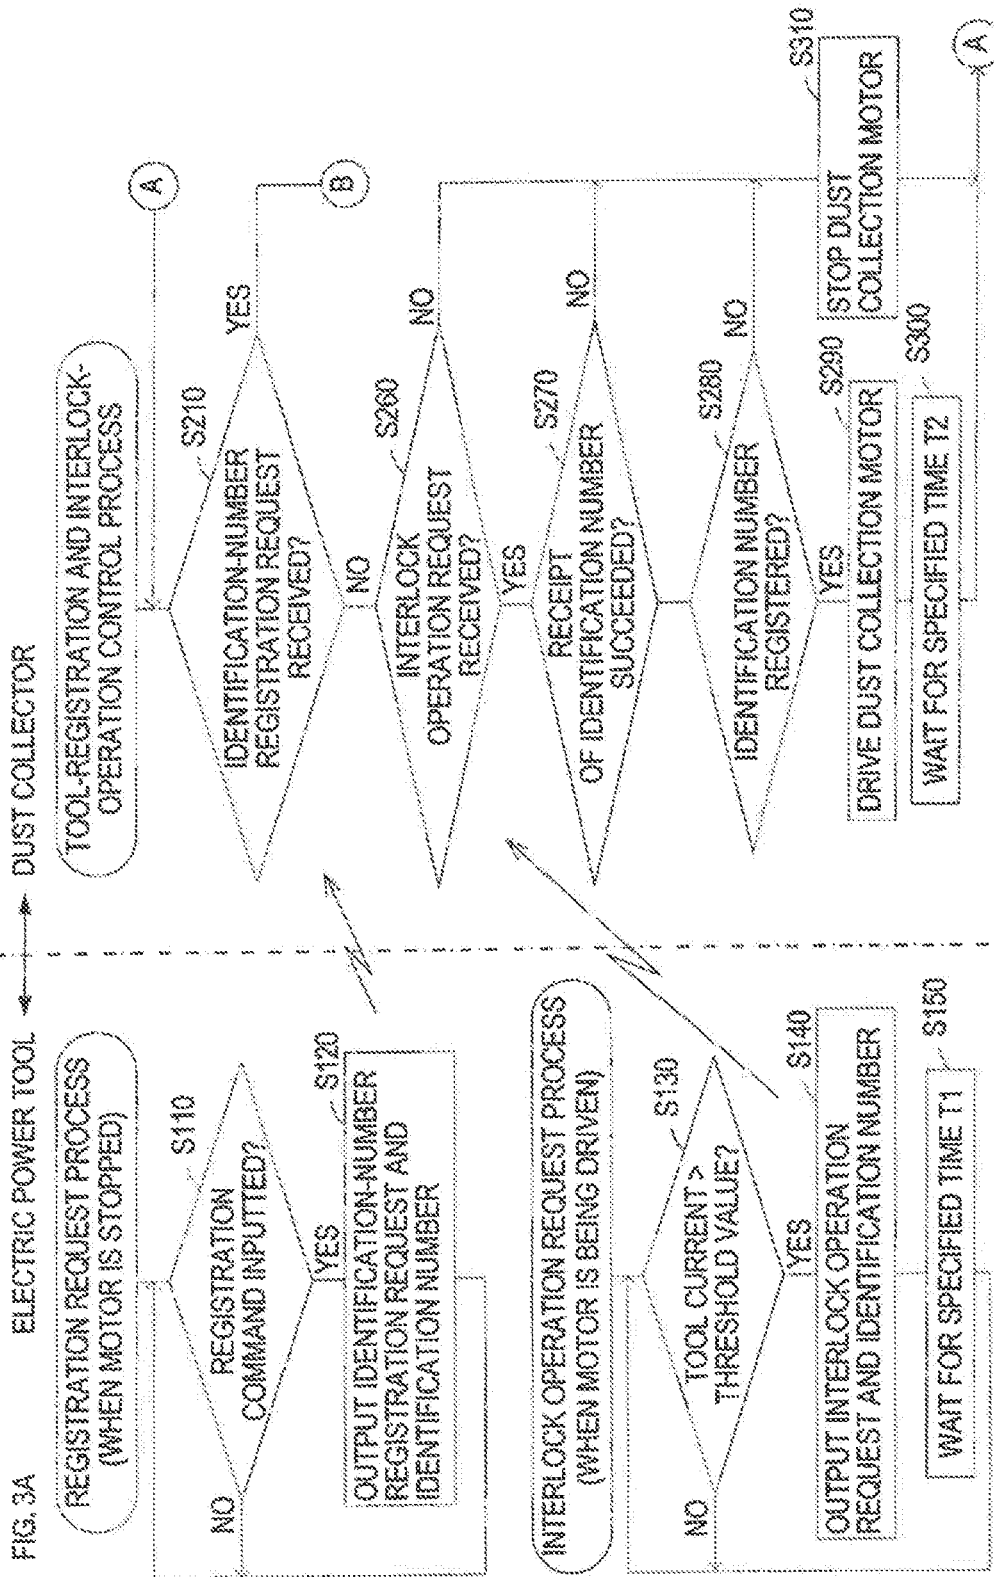 FIG. 3A
ELECTRIC POWER TOOL
DUST COLLECTOR
REGISTRATION REQUEST PROCESS
(WHEN MOTOR IS STOPPED)
S110
REGISTRATION
COMMAND INPUTTED?
NO
YES
S120
OUTPUT IDENTIFICATION-NUMBER
REGISTRATION REQUEST AND
IDENTIFICATION NUMBER
INTERLOCK OPERATION REQUEST PROCESS
(WHEN MOTOR IS BEING DRIVEN)
S130
TOOL CURRENT >
THRESHOLD VALUE?
NO
YES
S140
OUTPUT INTERLOCK OPERATION
REQUEST AND IDENTIFICATION NUMBER
S150
WAIT FOR SPECIFIED TIME T1
TOOL-REGISTRATION AND INTERLOCK-
OPERATION CONTROL PROCESS
A
S210
IDENTIFICATION-NUMBER
REGISTRATION REQUEST
RECEIVED?
YES
B
NO
S260
INTERLOCK
OPERATION REQUEST
RECEIVED?
NO
YES
S270
RECEIPT
OF IDENTIFICATION NUMBER
SUCCEEDED?
NO
S280
IDENTIFICATION NUMBER
REGISTERED?
NO
YES
S290
DRIVE DUST COLLECTION MOTOR
S300
WAIT FOR SPECIFIED TIME T2
S310
STOP DUST
COLLECTION MOTOR
A